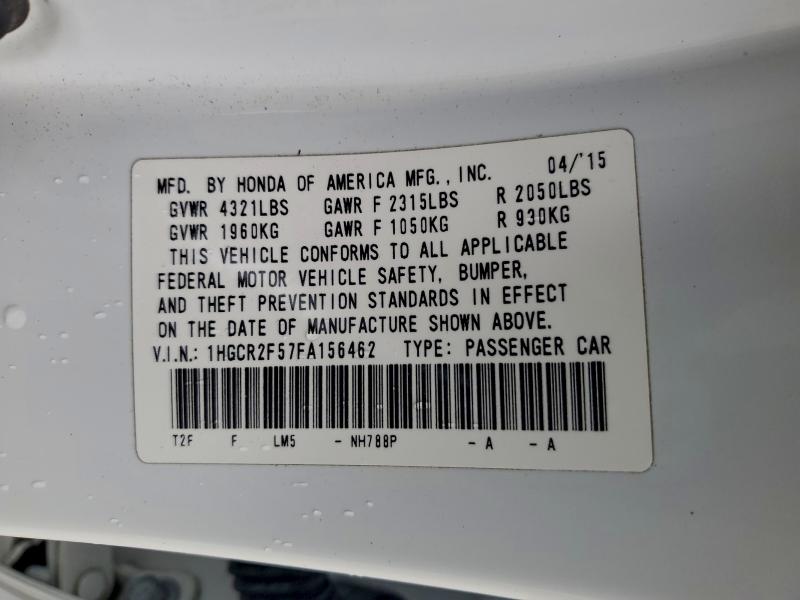 MFD. BY HONDA OF AMERICA MFG., INC. 04/'15
GVWR 4321LBS GAWR F 2315LBS R 2050LBS
GVWR 1960KG GAWR F 1050KG R 930KG
THIS VEHICLE CONFORMS TO ALL APPLICABLE
FEDERAL MOTOR VEHICLE SAFETY, BUMPER,
AND THEFT PREVENTION STANDARDS IN EFFECT
ON THE DATE OF MANUFACTURE SHOWN ABOVE.
V.I.N.: 1HGCR2F57FA156462 TYPE: PASSENGER CAR
T2F F LM5 - NH788P - A - A